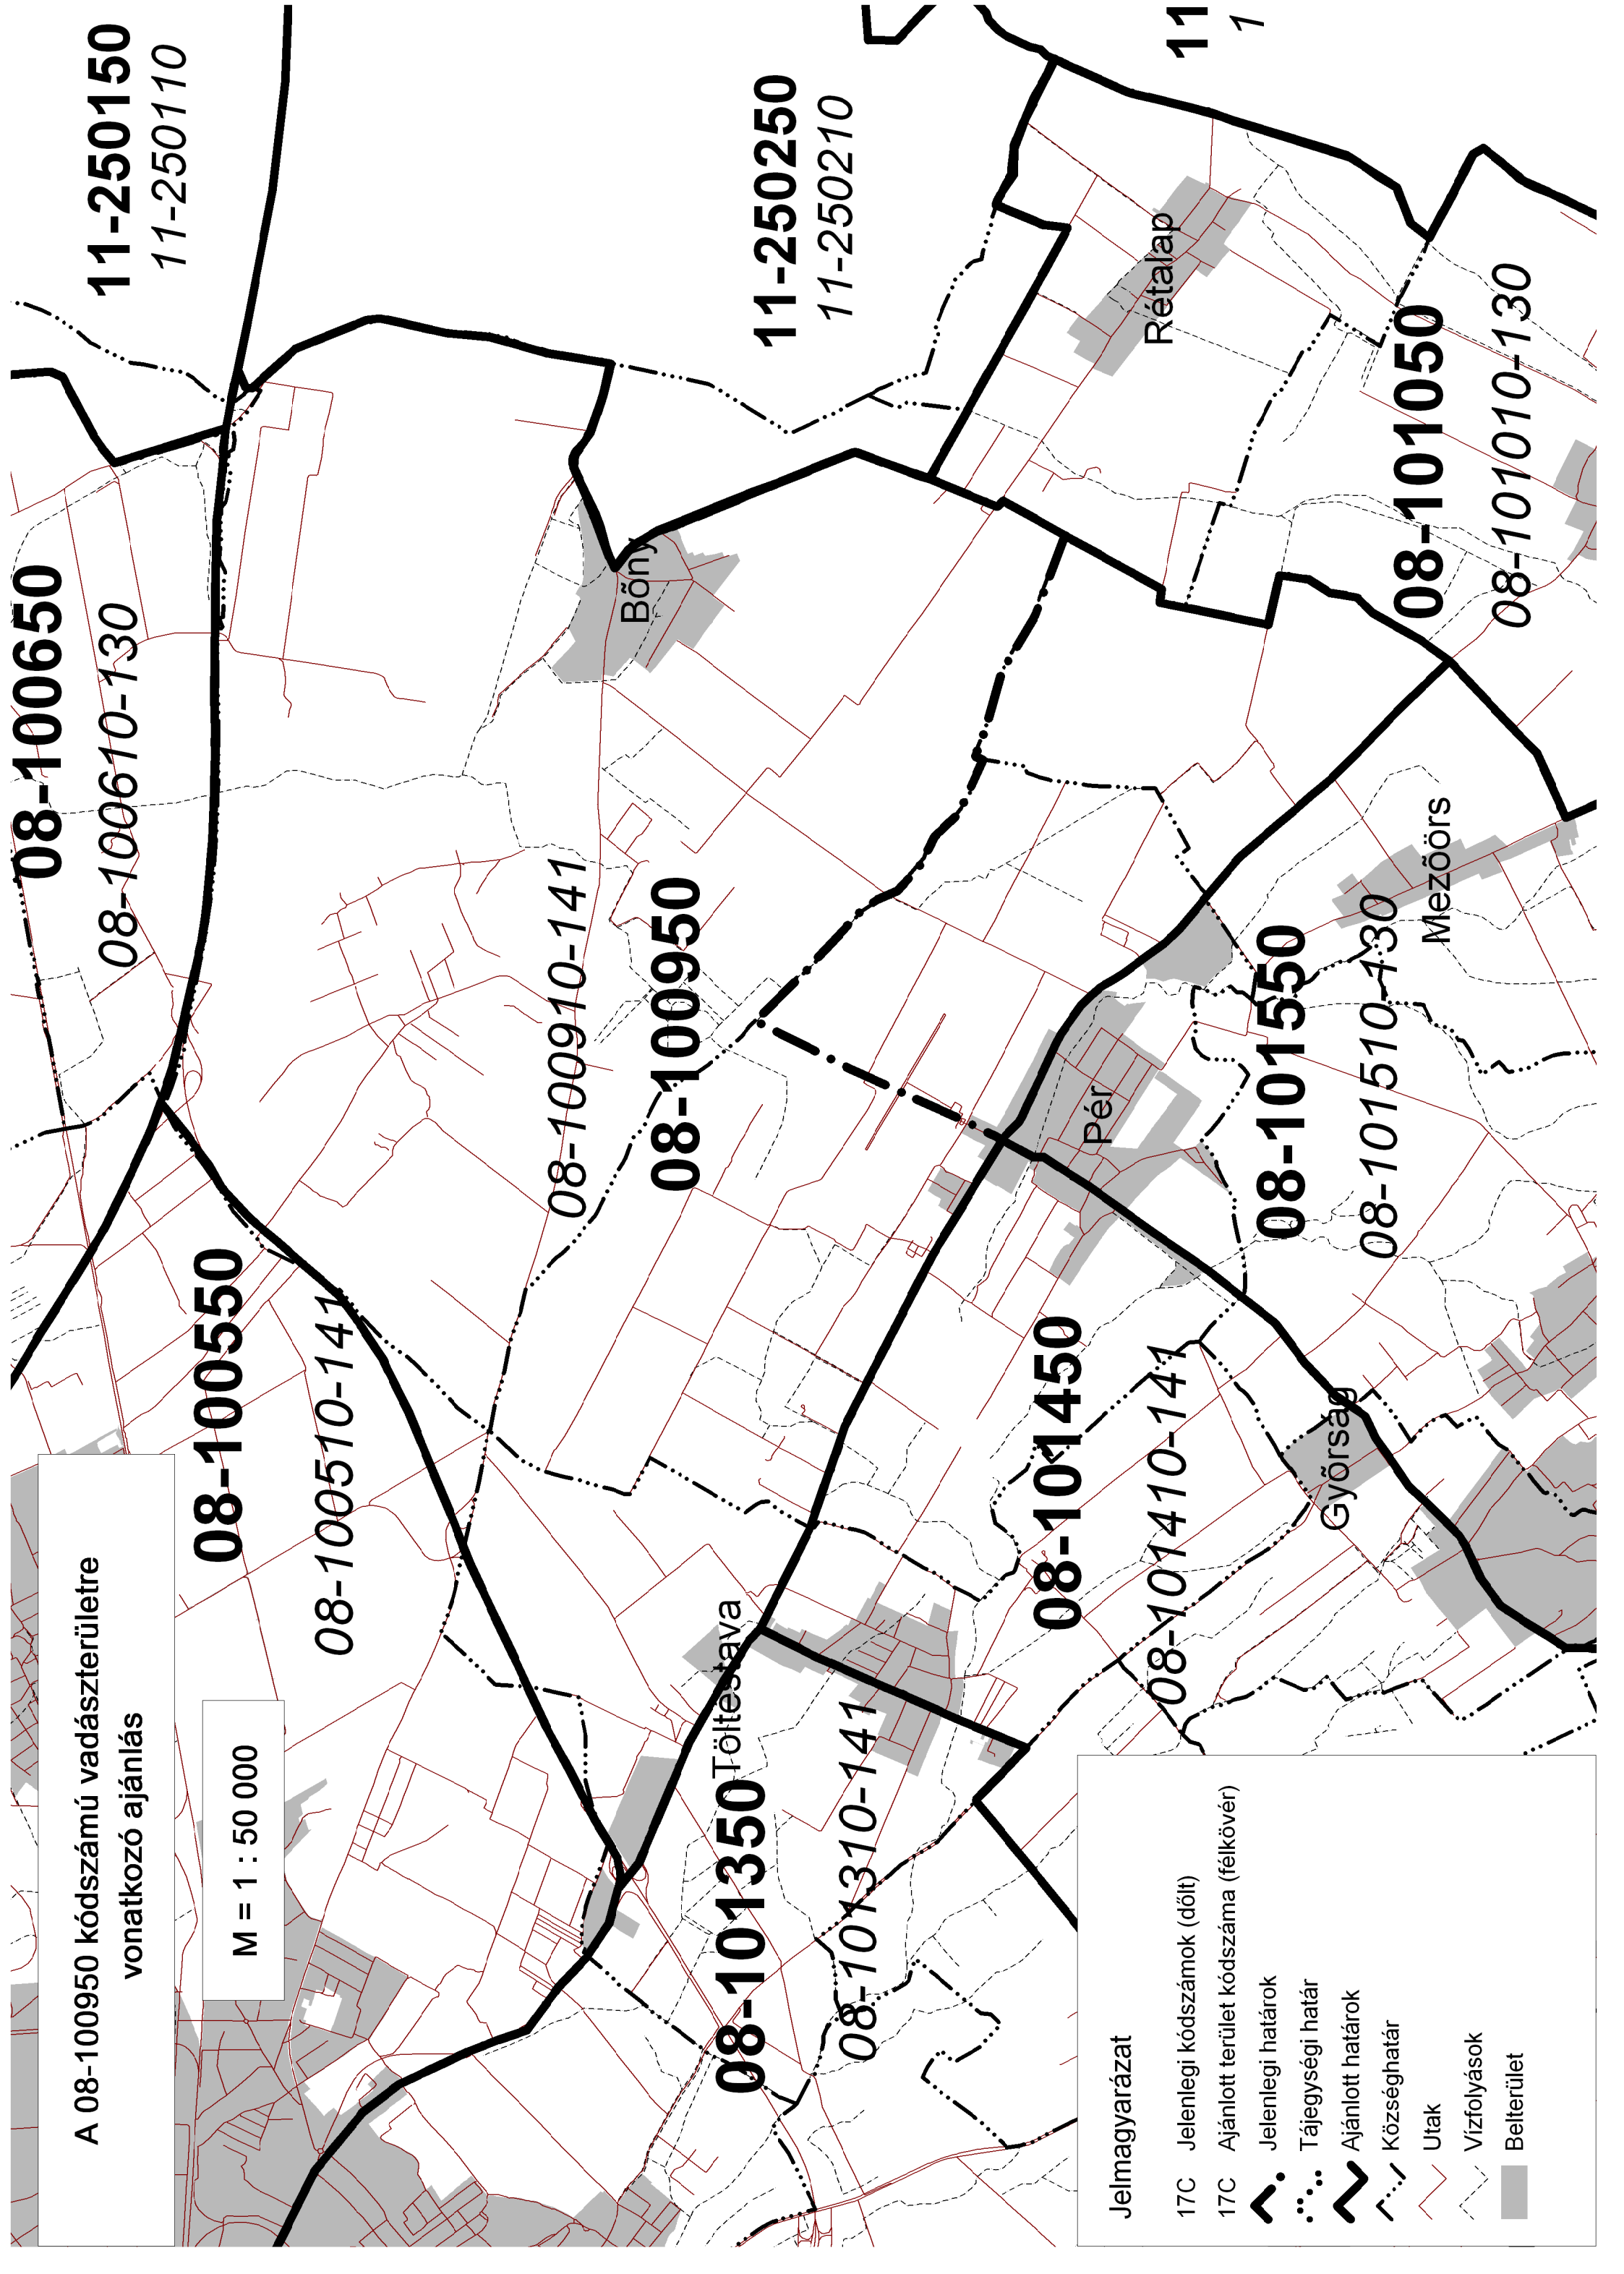 A 08-100950 kódszámú vadászterületre
vonatkozó ajánlás
M = 1 : 50 000
08-100650
08-100610-130
11-250150
11-250110
08-100550
08-100510-141
08-100910-141
08-100950
Bőny
11-250250
11-250210
Töltéstava
08-101350
08-101310-141
08-101450
08-101410-141
Pér
Rétalap
11
1
08-101550
08-101510-130
Győrság
Mezőörs
08-101050
08-101010-130
Jelmagyarázat
17C Jelenlegi kódszámok (dőlt)
17C Ajánlott terület kódszáma (félkövér)
Jelenlegi határok
Tájegységi határ
Ajánlott határok
Községhatár
Utak
Vízfolyások
Belterület